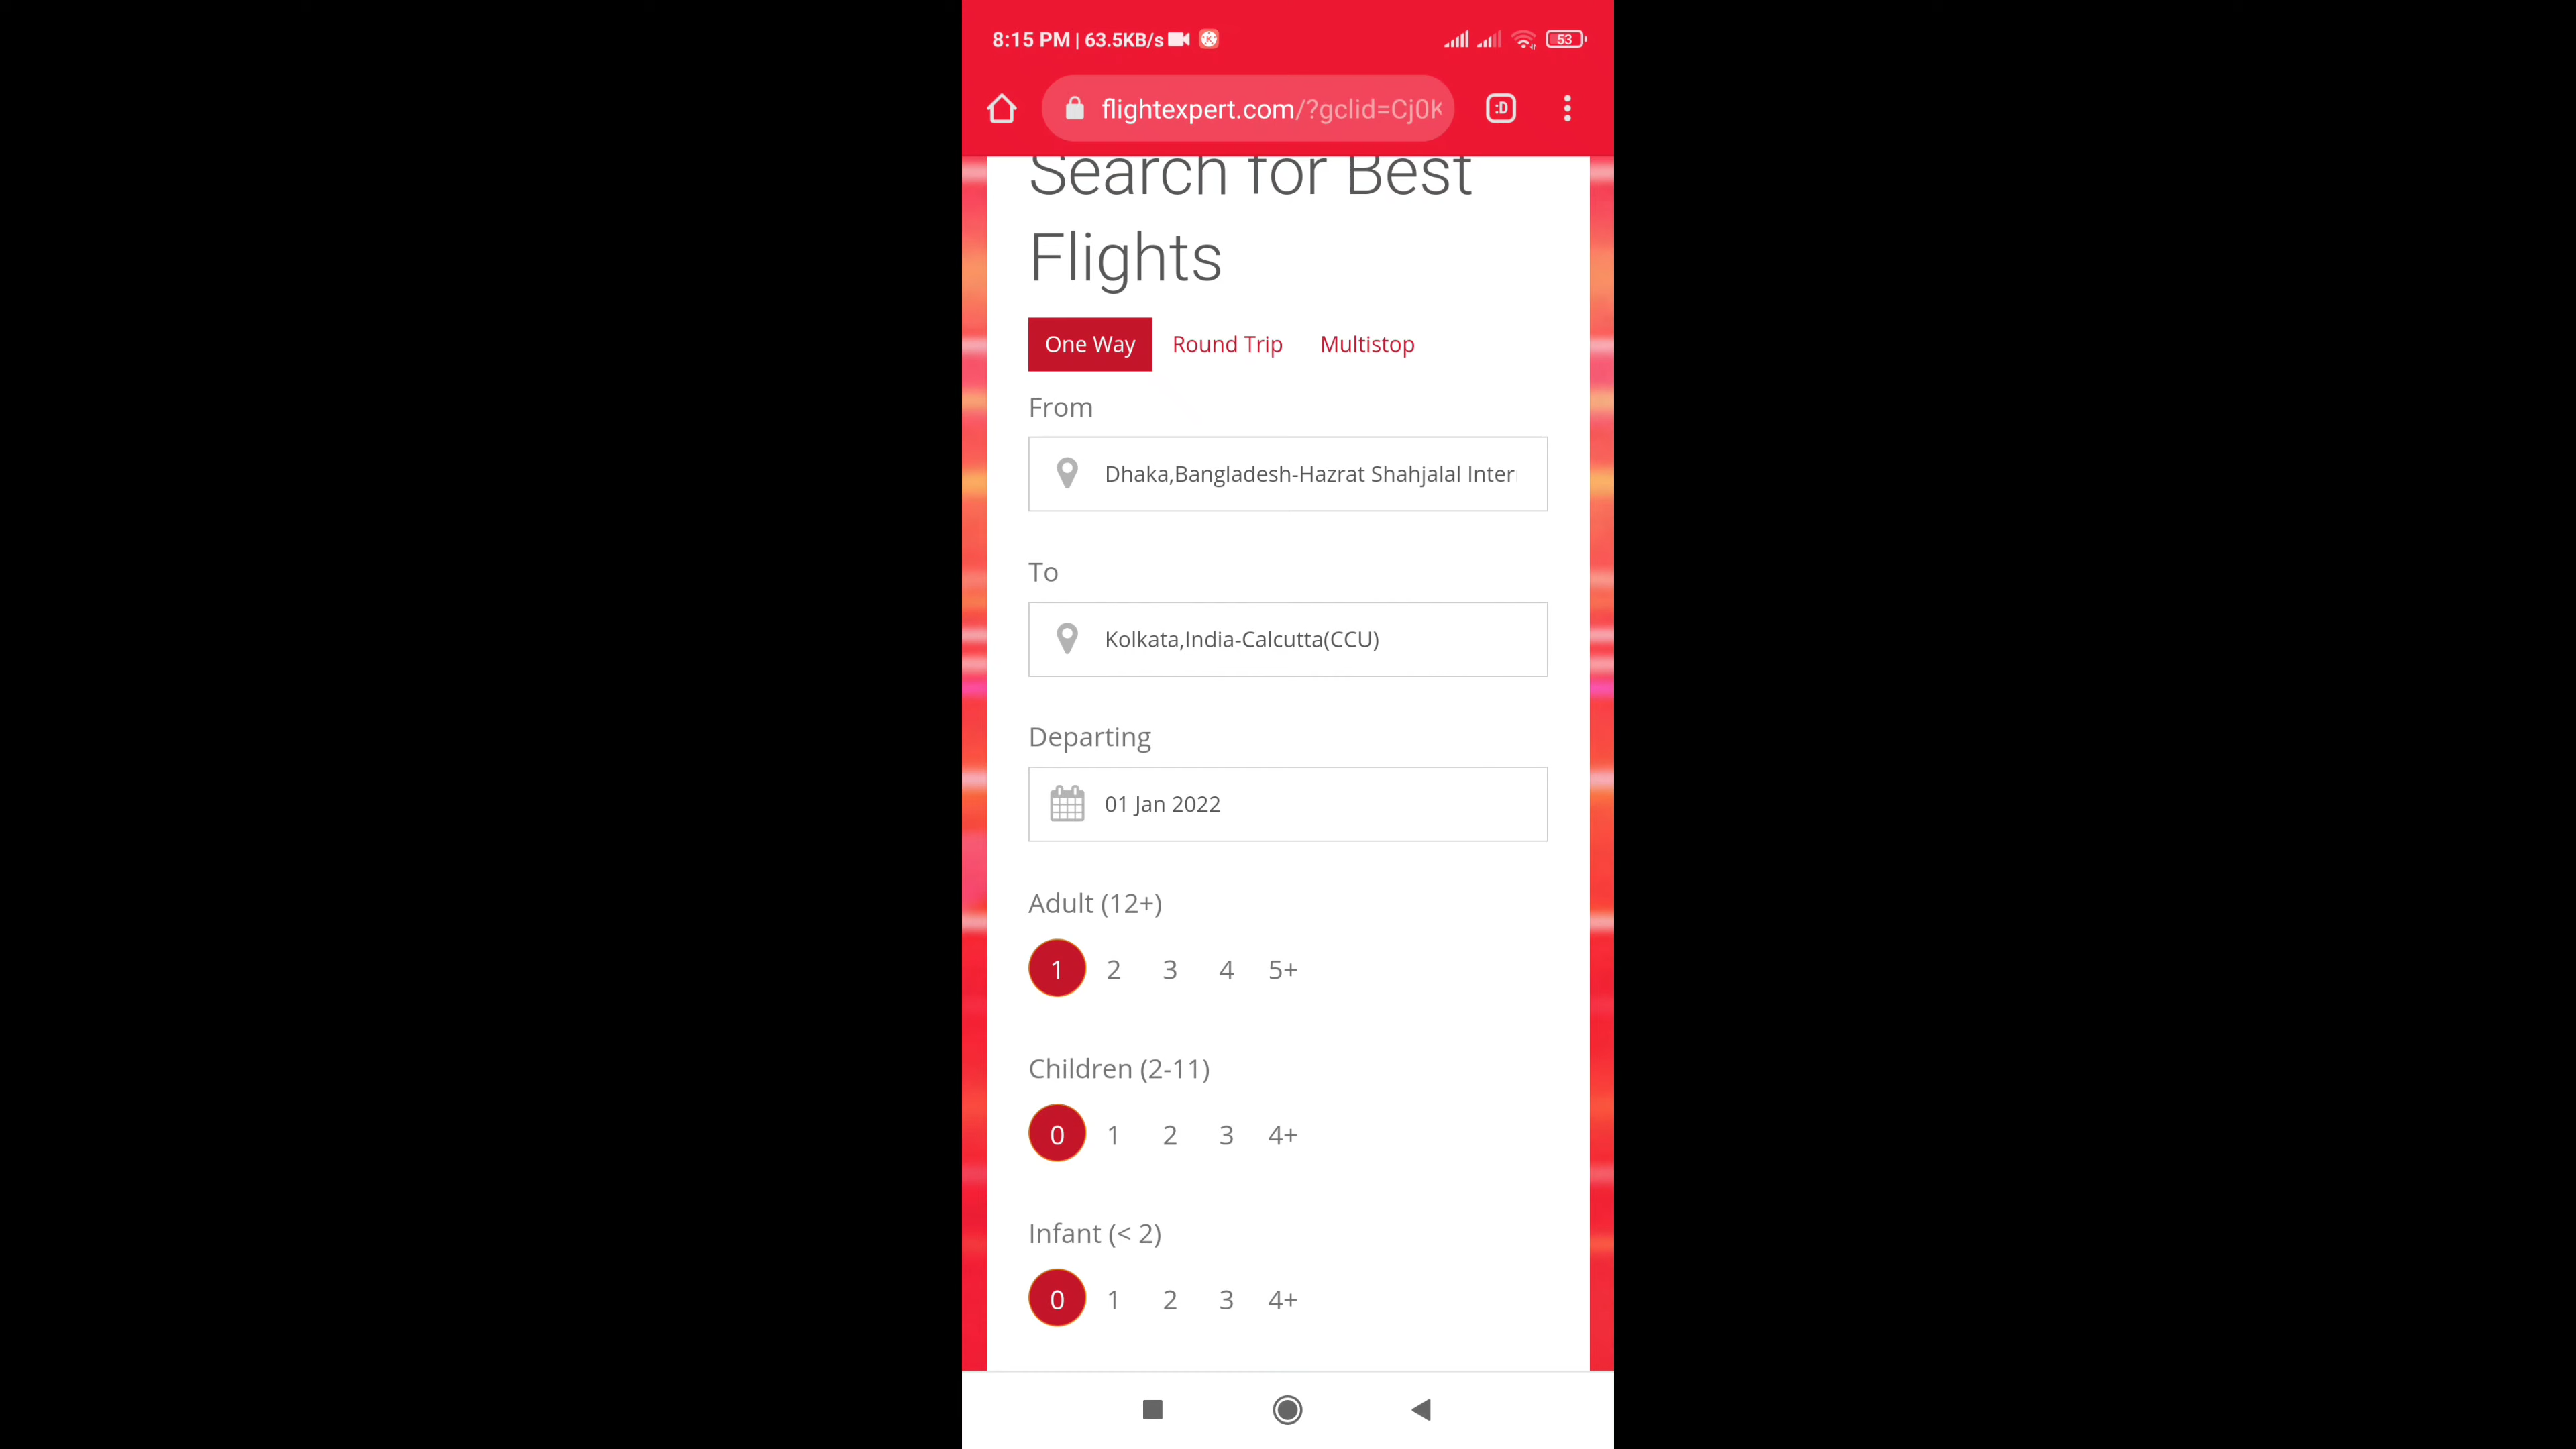 8:15 PM | 63.5KB/s
53
flightexpert.com/?gclid=Cj0K
:D
Search for Best
Flights
One Way Round Trip Multistop
From
Dhaka,Bangladesh-Hazrat Shahjalal Inter
To
Kolkata,India-Calcutta(CCU)
Departing
01 Jan 2022
Adult (12+)
1 2 3 4 5+
Children (2-11)
0 1 2 3 4+
Infant (< 2)
0 1 2 3 4+